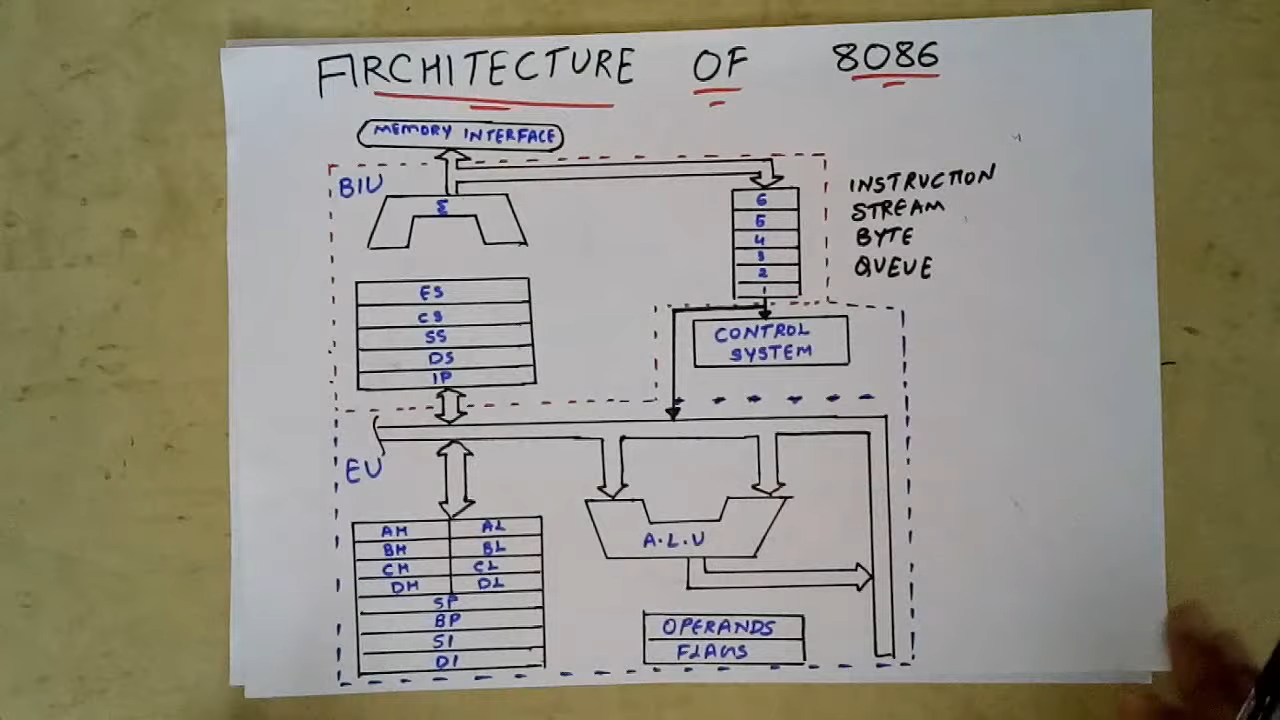 ARCHITECTURE OF 8086
MEMORY INTERFACE
BIU
Σ
6
5
4
3
2
1
INSTRUCTION
STREAM
BYTE
QUEUE
ES
CS
SS
DS
IP
CONTROL
SYSTEM
EU
AH AL
BH BL
CH CL
DH DL
SP
BP
SI
DI
A.L.U
OPERANDS
FLAGS